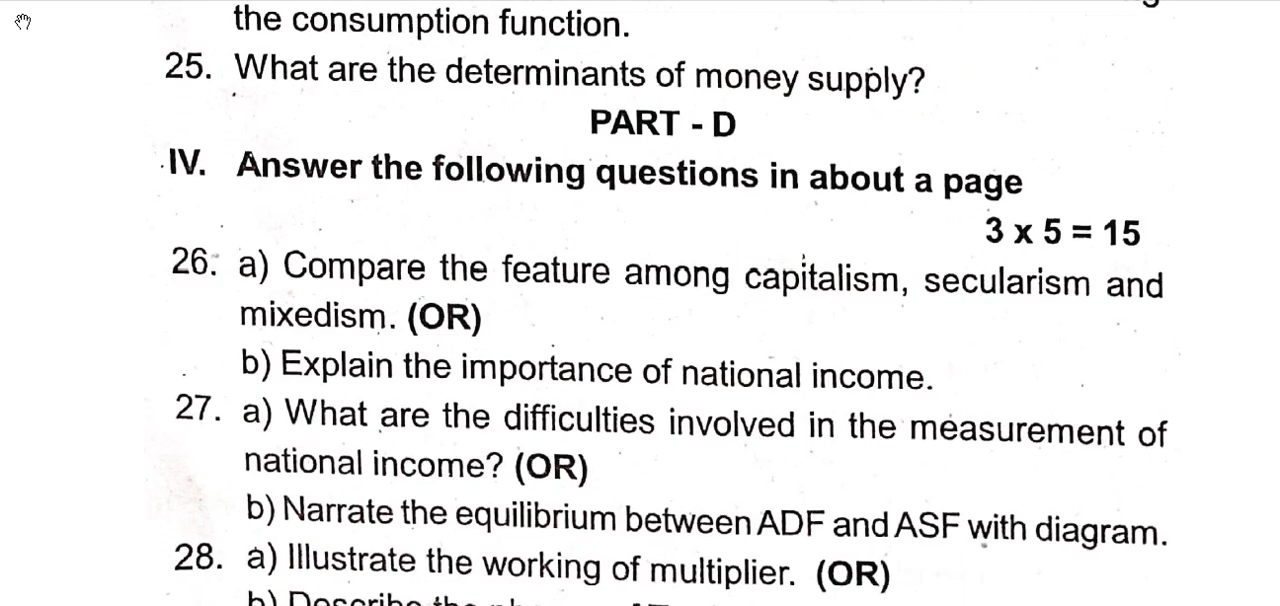 the consumption function.
25. What are the determinants of money supply?
PART - D
IV. Answer the following questions in about a page
3 x 5 = 15
26. a) Compare the feature among capitalism, secularism and
mixedism. (OR)
b) Explain the importance of national income.
27. a) What are the difficulties involved in the measurement of
national income? (OR)
b) Narrate the equilibrium between ADF and ASF with diagram.
28. a) Illustrate the working of multiplier. (OR)
b) Describe the